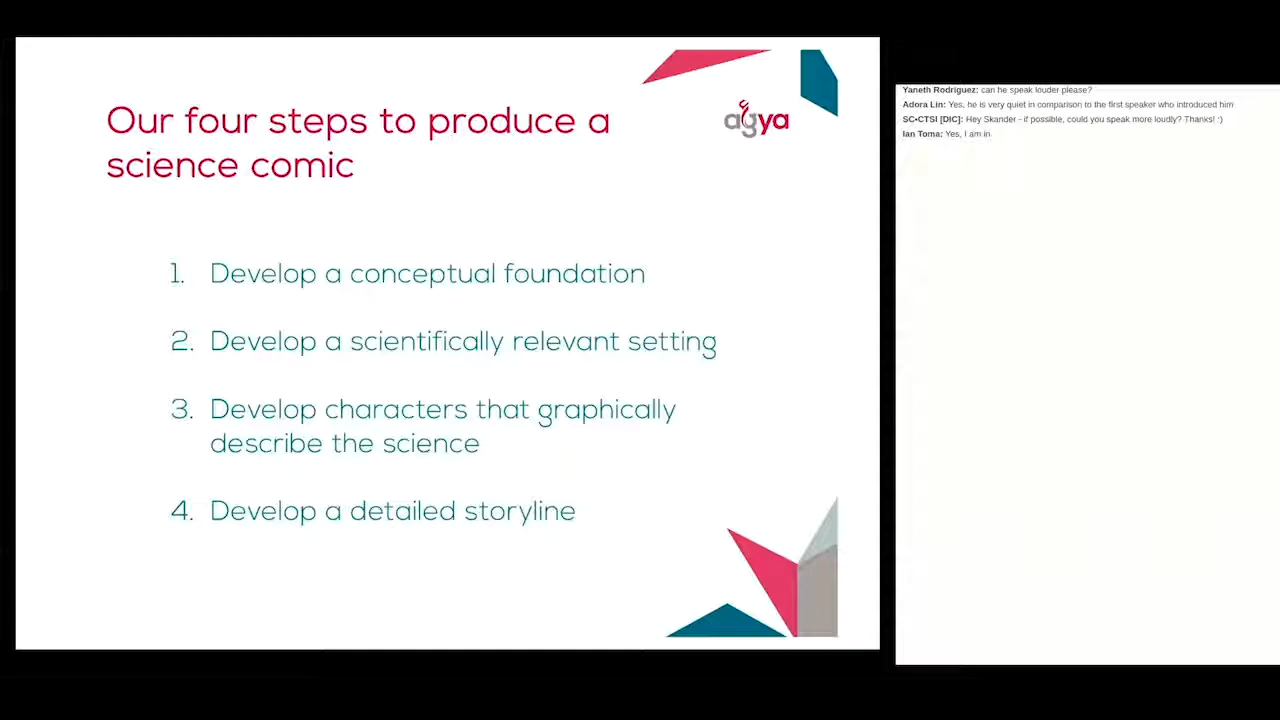 Our four steps to produce a
science comic
agya
1. Develop a conceptual foundation
2. Develop a scientifically relevant setting
3. Develop characters that graphically
describe the science
4. Develop a detailed storyline
Yaneth Rodriguez: can he speak louder please?
Adora Lin: Yes, he is very quiet in comparison to the first speaker who introduced him
SC•CTSI [DIC]: Hey Skander - if possible, could you speak more loudly? Thanks! :)
Ian Toma: Yes, I am in